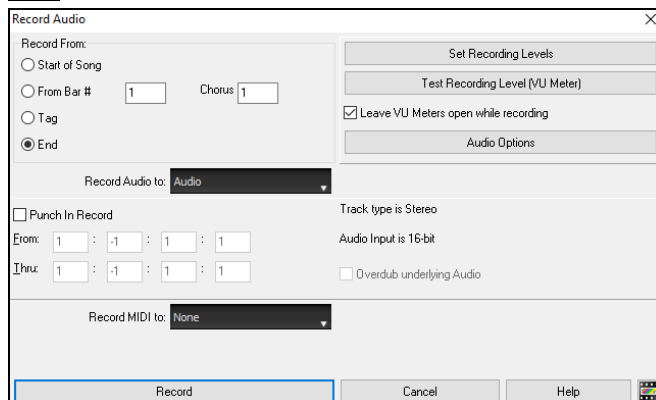 Record Audio
Record From:
Start of Song
From Bar # 1 Chorus 1
Tag
End
Set Recording Levels
Test Recording Level (VU Meter)
Leave VU Meters open while recording
Audio Options
Record Audio to: Audio
Punch In Record
From: 1 : -1 : 1 : 1
Thru: 1 : -1 : 1 : 1
Track type is Stereo
Audio Input is 16-bit
Overdub underlying Audio
Record MIDI to: None
Record Cancel Help